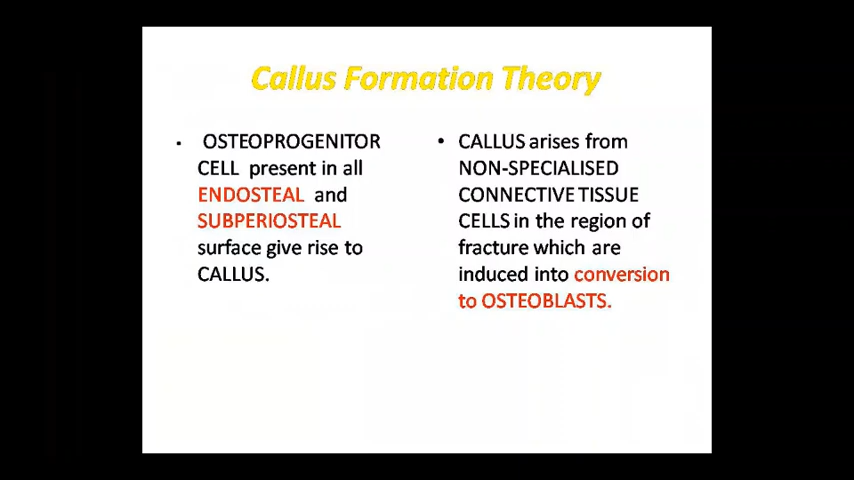 Callus Formation Theory
▪ OSTEOPROGENITOR
CELL present in all
ENDOSTEAL and
SUBPERIOSTEAL
surface give rise to
CALLUS.
• CALLUS arises from
NON-SPECIALISED
CONNECTIVE TISSUE
CELLS in the region of
fracture which are
induced into conversion
to OSTEOBLASTS.